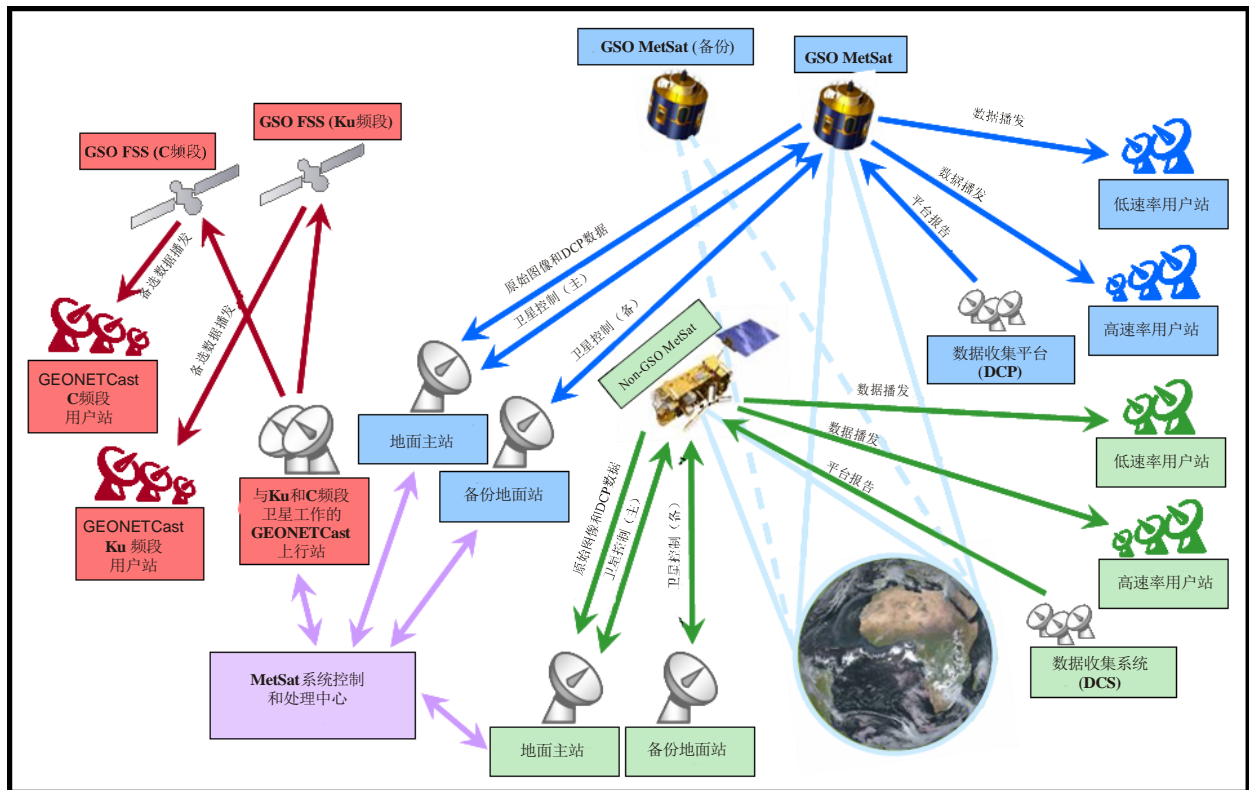 GSO MetSat (备份)
GSO MetSat
GSO FSS (Ku频段)
GSO FSS (C频段)
数据播发
低速率用户站
数据播发
平台报告
高速率用户站
数据收集平台
(DCP)
原始图像和DCP数据
卫星控制（主）
卫星控制（备）
备选数据播发
备选数据播发
GEONETCast
C频段
用户站
GEONETCast
Ku 频段
用户站
与Ku和C频段
卫星工作的
GEONETCast
上行站
地面主站
备份地面站
Non-GSO MetSat
数据播发
低速率用户站
数据播发
平台报告
高速率用户站
原始图像和DCP数据
卫星控制（主）
卫星控制（备）
数据收集系统
(DCS)
MetSat系统控制
和处理中心
地面主站
备份地面站